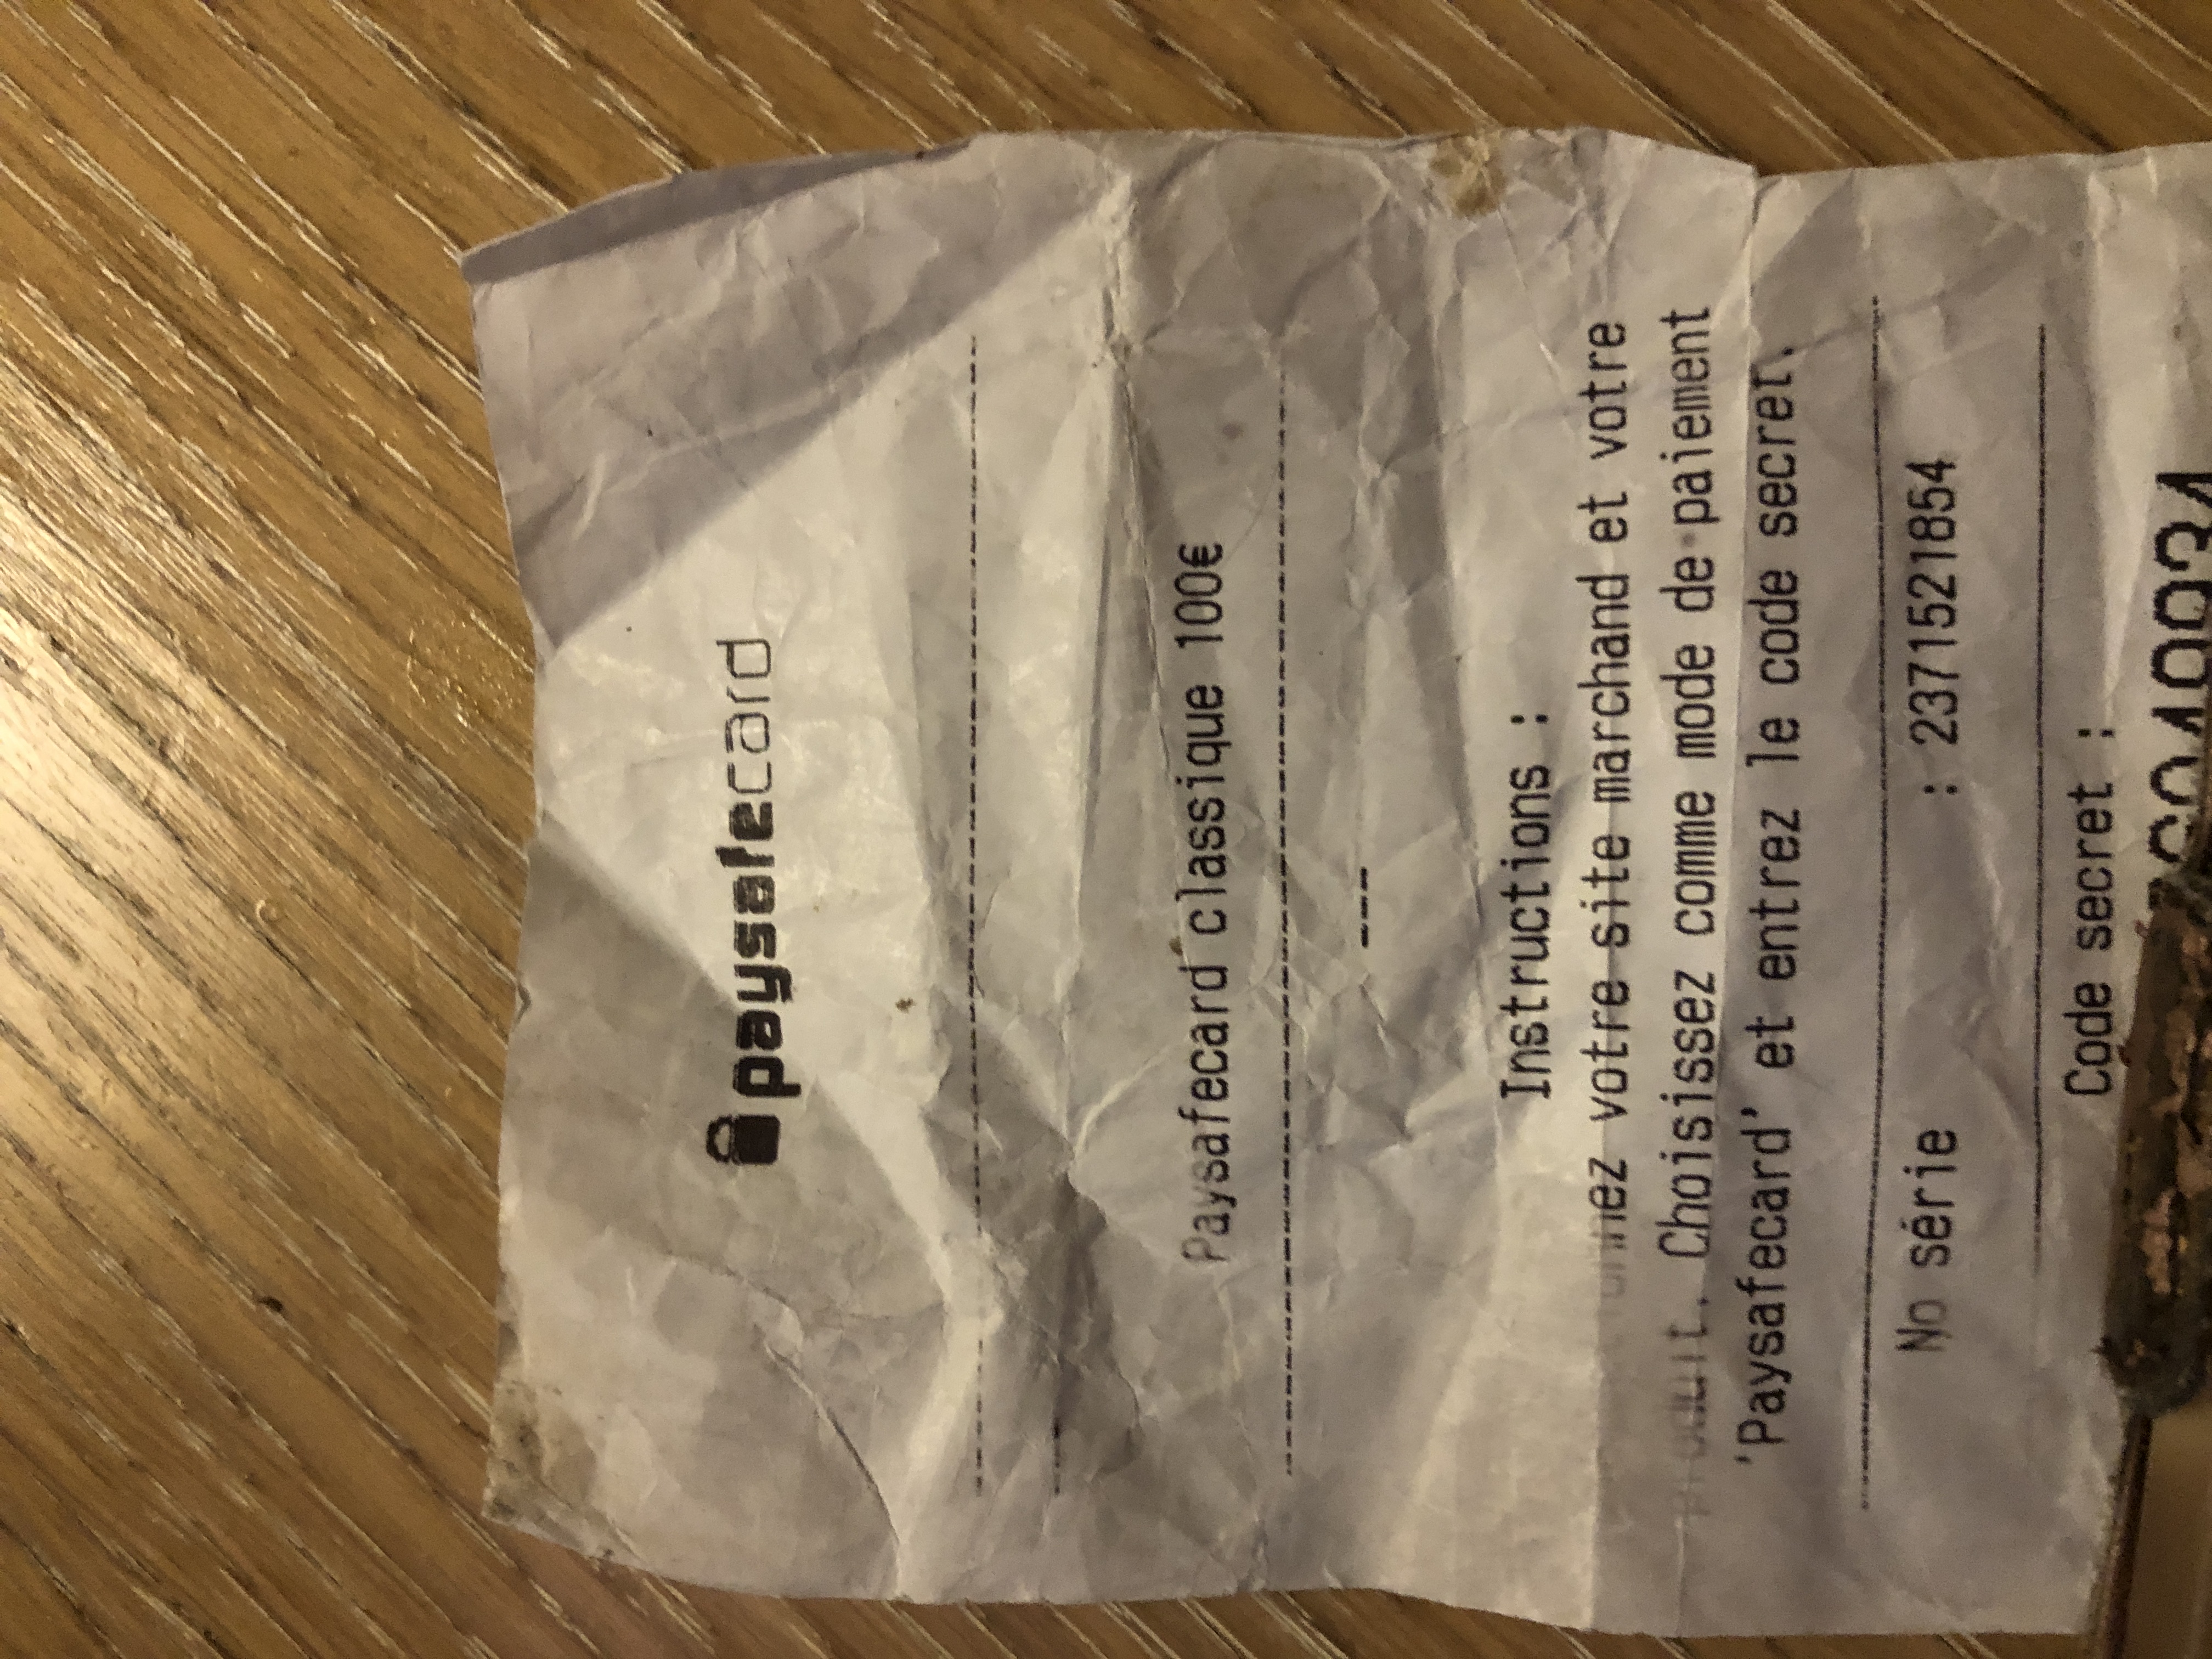 paysafecard
Paysafecard classique 100€
---
Instructions :
votre site marchand et votre
produit. Choisissez comme mode de paiement
'Paysafecard' et entrez le code secret.
No série : 2371521854
Code secret :